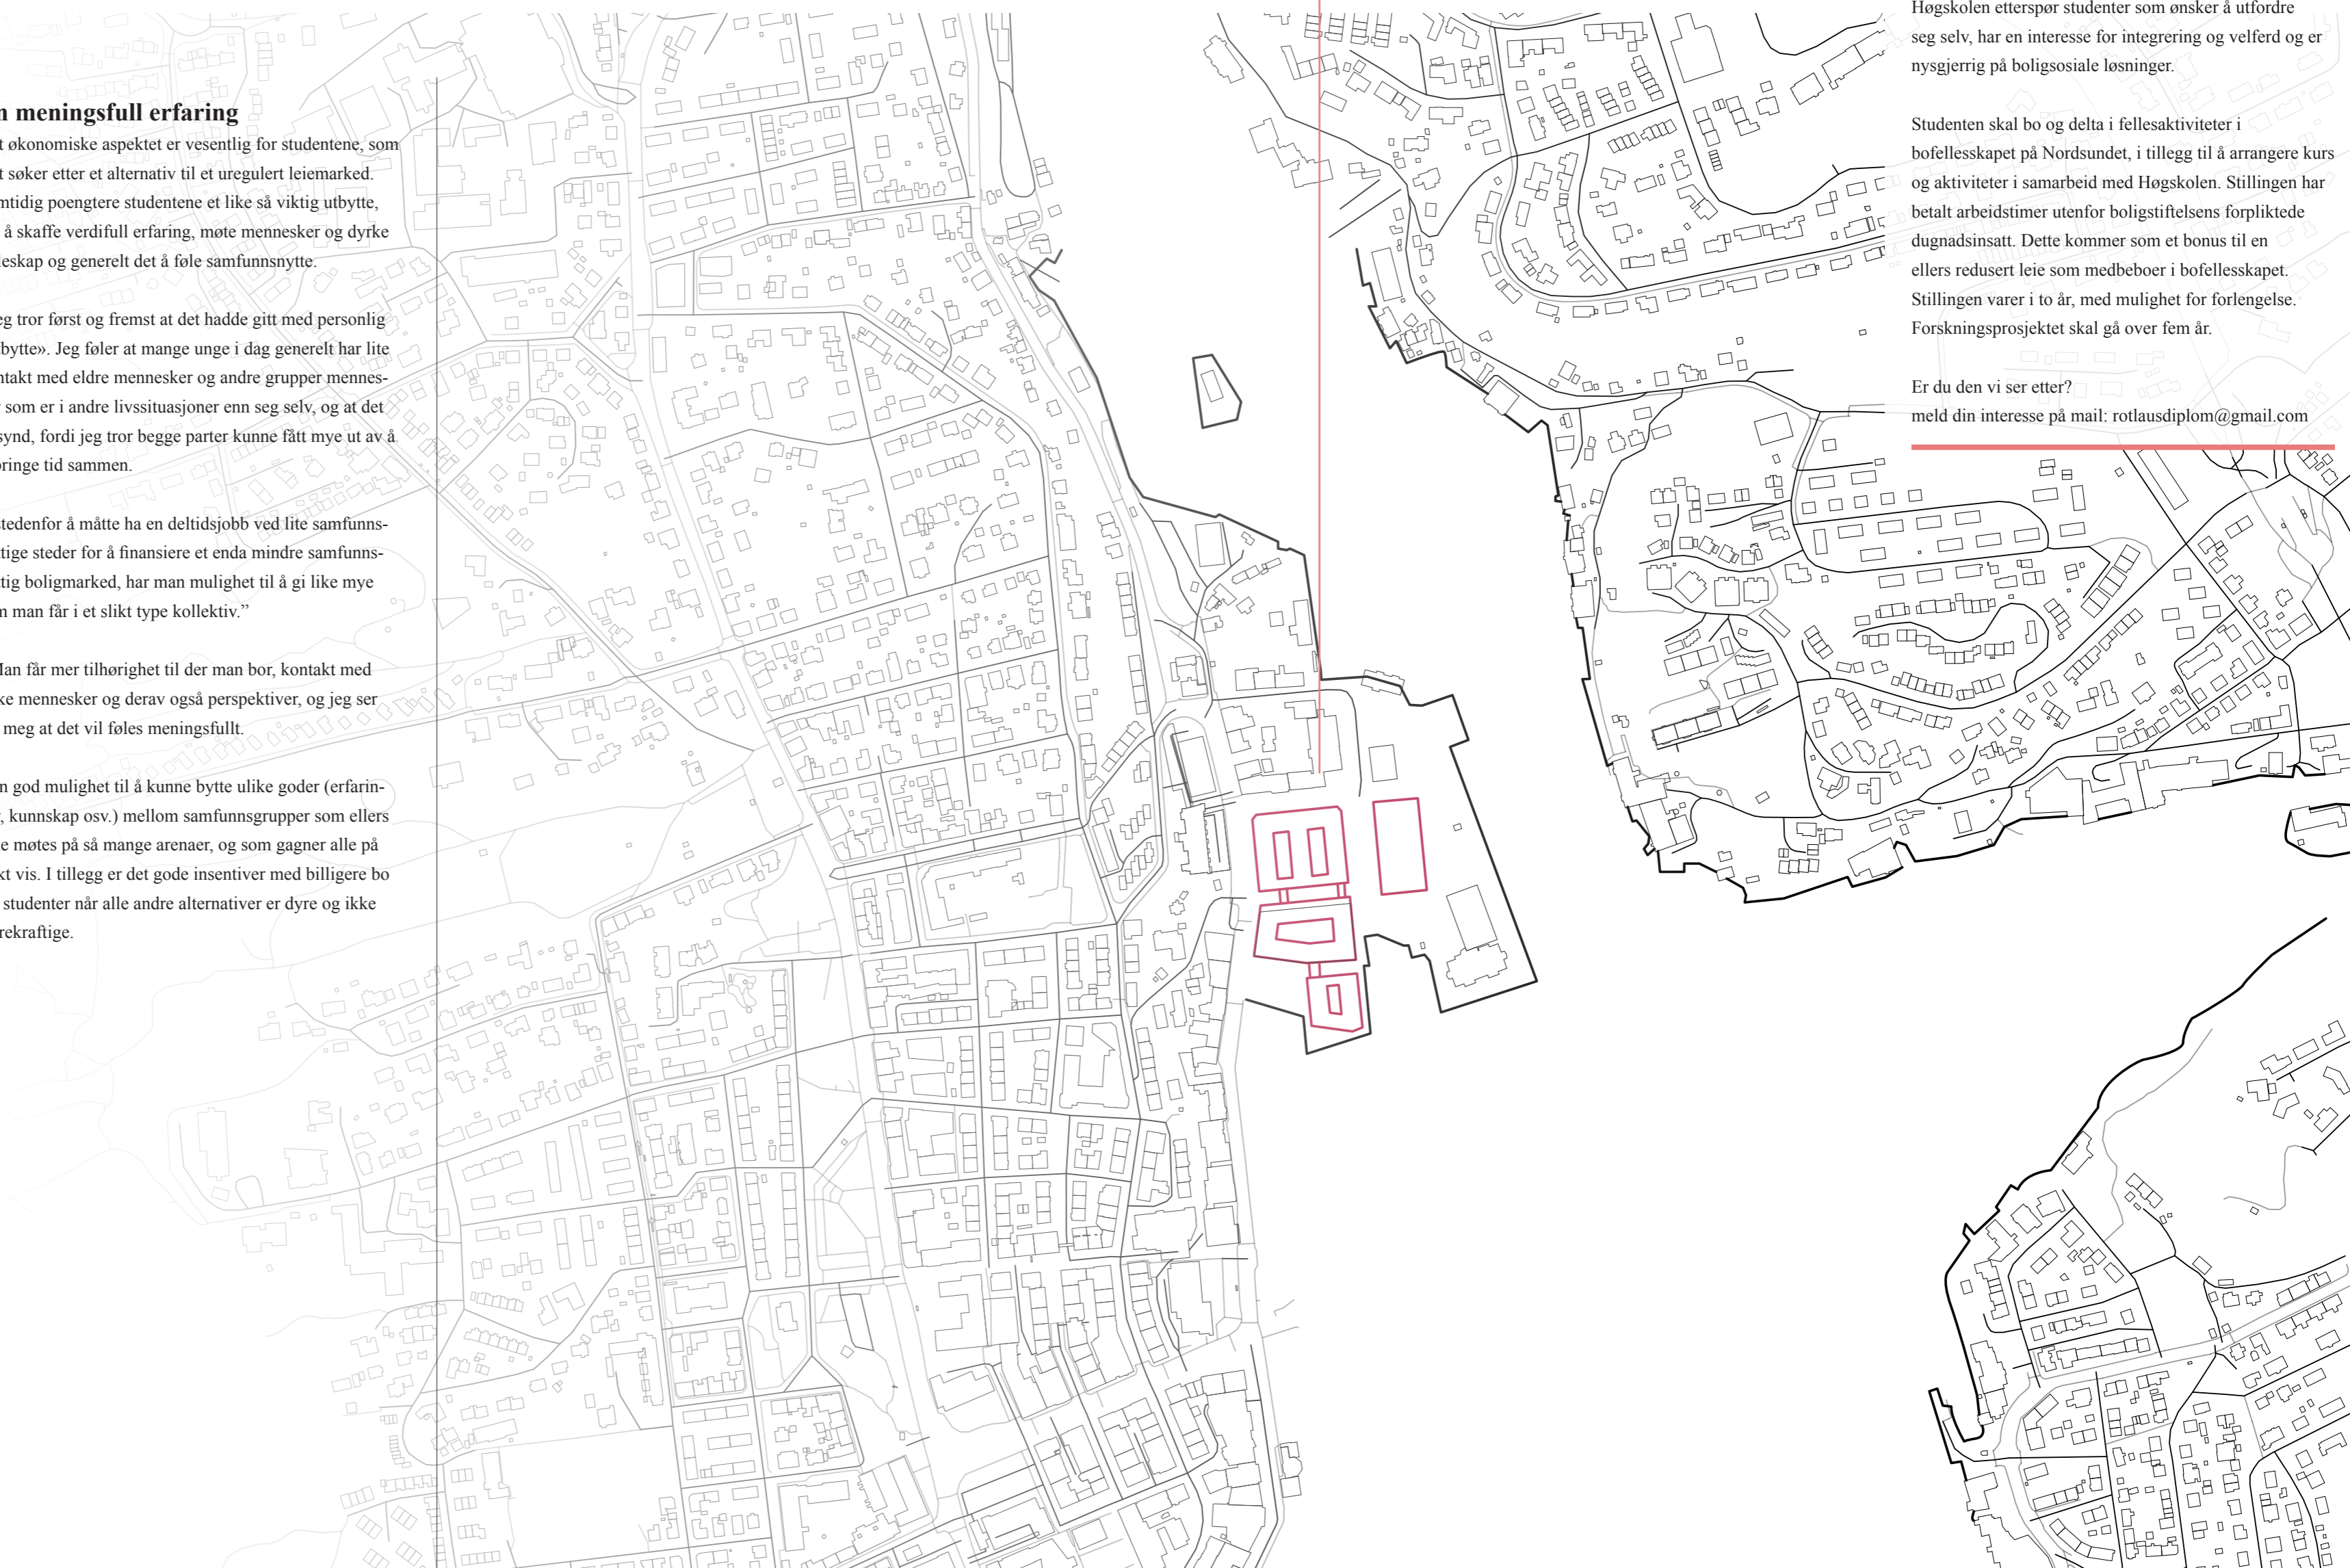 meningsfull erfaring
økonomiske aspektet er vesentlig for studentene, som
søker etter et alternativ til et uregulert leiemarked.
poengtere studentene et like så viktig utbytte,
å skaffe verdifull erfaring, møte mennesker og dyrke
og generelt det å føle samfunnsnytte.
tror først og fremst at det hadde gitt med personlig
Jeg føler at mange unge i dag generelt har lite
med eldre mennesker og andre grupper mennes-
som er i andre livssituasjoner enn seg selv, og at det
synd, fordi jeg tror begge parter kunne fått mye ut av å
tid sammen.
å måtte ha en deltidsjobb ved lite samfunns-
steder for å finansiere et enda mindre samfunns-
boligmarked, har man mulighet til å gi like mye
man får i et slikt type kollektiv.”
får mer tilhørighet til der man bor, kontakt med
mennesker og derav også perspektiver, og jeg ser
meg at det vil føles meningsfullt.
god mulighet til å kunne bytte ulike goder (erfarin-
kunnskap osv.) mellom samfunnsgrupper som ellers
møtes på så mange arenaer, og som gagner alle på
vis. I tillegg er det gode insentiver med billigere bo
studenter når alle andre alternativer er dyre og ikke
Høgskolen etterspør studenter som ønsker å utfordre
seg selv, har en interesse for integrering og velferd og er
nysgjerrig på boligsosiale løsninger.
Studenten skal bo og delta i fellesaktiviteter i
bofellesskapet på Nordsundet, i tillegg til å arrangere kurs
og aktiviteter i samarbeid med Høgskolen. Stillingen har
betalt arbeidstimer utenfor boligstiftelsens forpliktede
dugnadsinsatt. Dette kommer som et bonus til en
ellers redusert leie som medbeboer i bofellesskapet.
Stillingen varer i to år, med mulighet for forlengelse.
Forskningsprosjektet skal gå over fem år.
Er du den vi ser etter?
meld din interesse på mail: rotlausdiplom@gmail.com